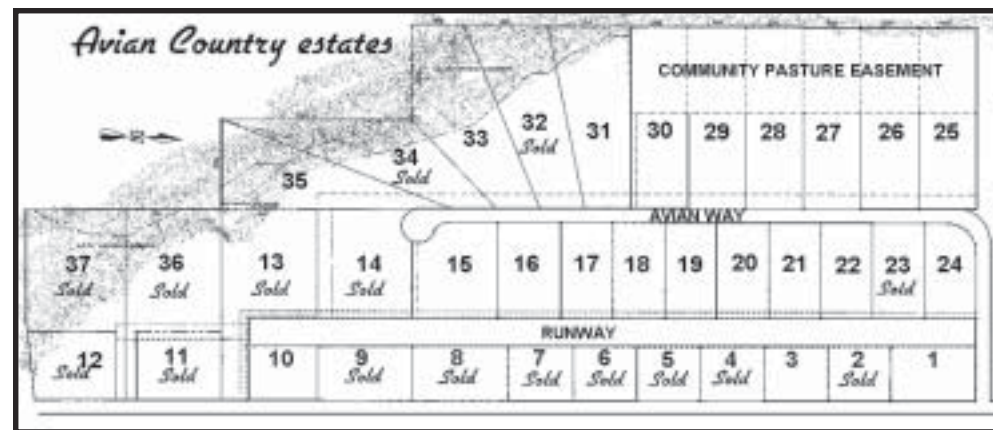 Avian Country estates
COMMUNITY PASTURE EASEMENT
32
Sold
31
30 29 28 27 26 25
33
34
Sold
35
AVIAN WAY
37
Sold
36
Sold
13
Sold
14
Sold
15 16 17 18 19 20 21 22
23
Sold
24
RUNWAY
12
Sold
11
Sold
10
9
Sold
8
Sold
7
Sold
6
Sold
5
Sold
4
Sold
3
2
Sold
1